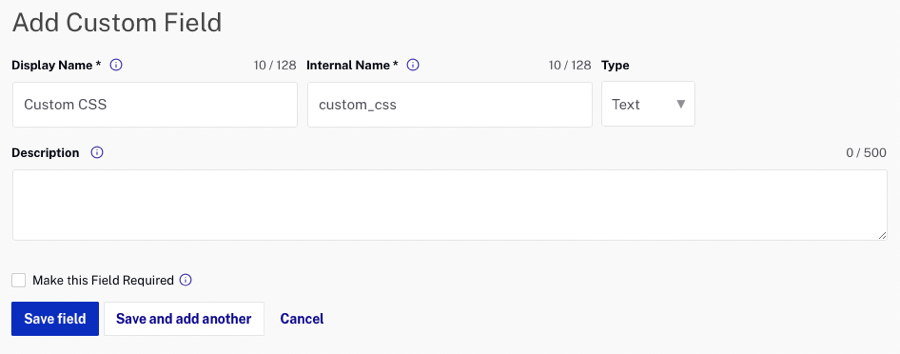 Add Custom Field
Display Name * 10 / 128 Internal Name * 10 / 128 Type
Custom CSS custom_css Text
Description 0 / 500
Make this Field Required
Save field Save and add another Cancel